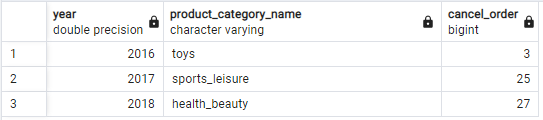 year product_category_name cancel_order
double precision character varying bigint
1 2016 toys 3
2 2017 sports_leisure 25
3 2018 health_beauty 27